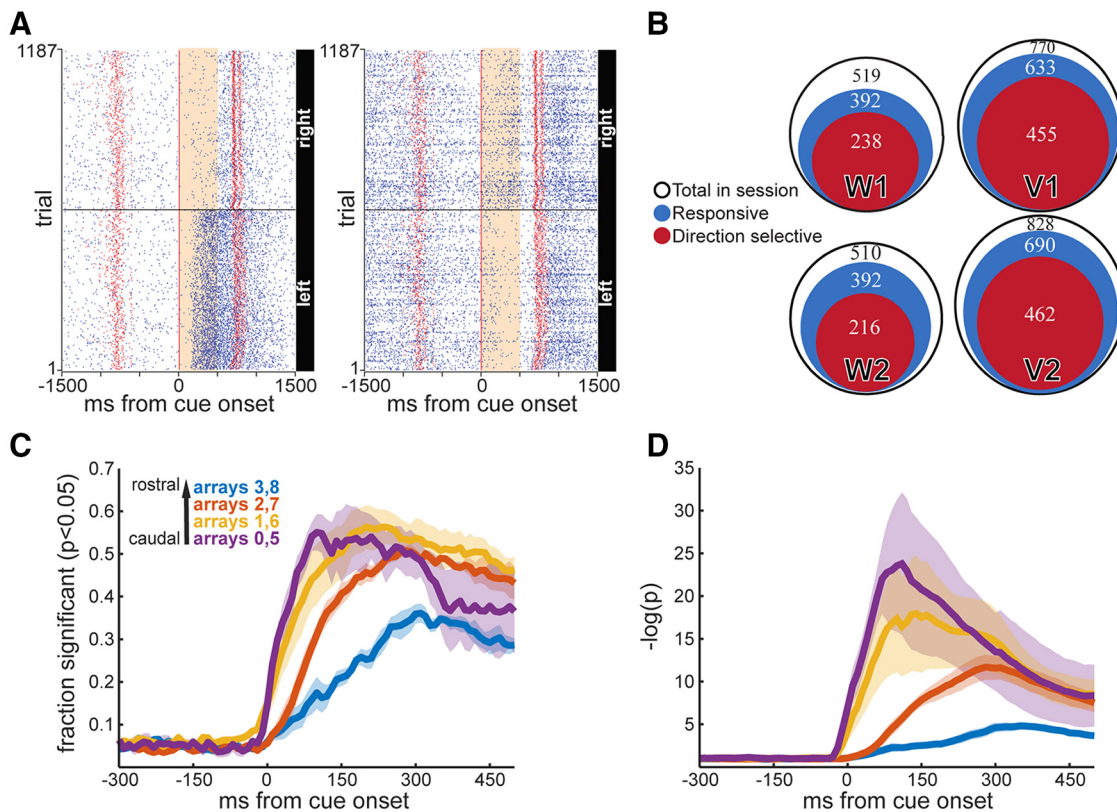 A
1187
trial
1
right
left
-1500
0
1500
ms from cue onset
1187
trial
1
right
left
-1500
0
1500
ms from cue onset
B
519
392
238
W1
770
633
455
V1
Total in session
Responsive
Direction selective
510
392
216
W2
828
690
462
V2
C
fraction significant (p<0.05)
0.7
0.6
0.5
0.4
0.3
0.2
0.1
rostral
caudal
arrays 3,8
arrays 2,7
arrays 1,6
arrays 0,5
-300
-150
0
150
300
450
ms from cue onset
D
-log(p)
35
30
25
20
15
10
5
-300
-150
0
150
300
450
ms from cue onset